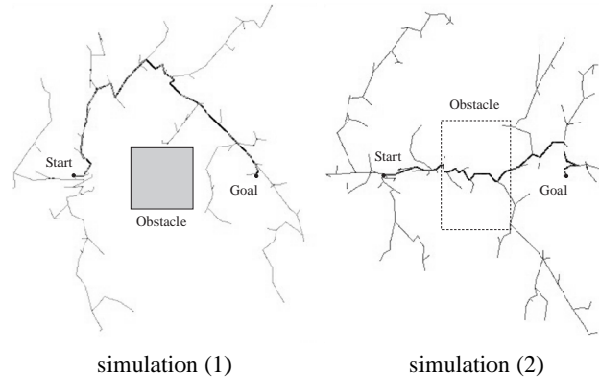 Start
Goal
Obstacle
simulation (1)
Obstacle
Start
Goal
simulation (2)